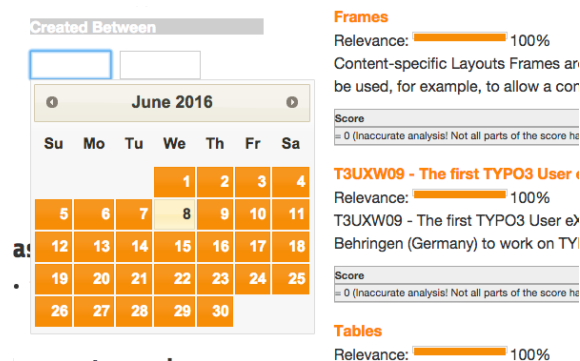 Created Between
June 2016
Su Mo Tu We Th Fr Sa
1 2 3 4
5 6 7 8 9 10 11
12 13 14 15 16 17 18
19 20 21 22 23 24 25
26 27 28 29 30
Frames
Relevance: 100%
Content-specific Layouts Frames are
be used, for example, to allow a con
Score
= 0 (Inaccurate analysis! Not all parts of the score ha
T3UXW09 - The first TYPO3 User e
Relevance: 100%
T3UXW09 - The first TYPO3 User eX
Behringen (Germany) to work on TYP
Score
= 0 (Inaccurate analysis! Not all parts of the score ha
Tables
Relevance: 100%